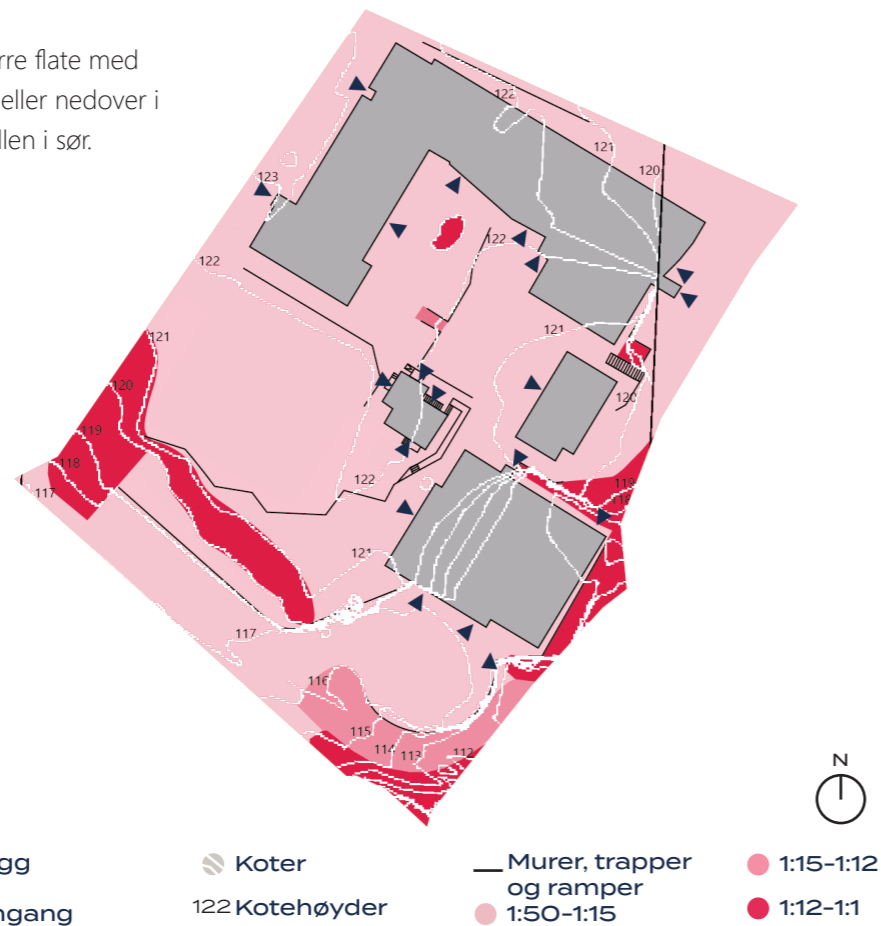 rre flate med
eller nedover i
llen i sør.
122
121
120
123
122
122
121
121
120
120
119
118
117
122
119
118
121
117
116
115
114
113
112
N
gg
Koter
Murer, trapper
og ramper
1:15-1:12
ngang
122 Kotehøyder
1:50-1:15
1:12-1:1